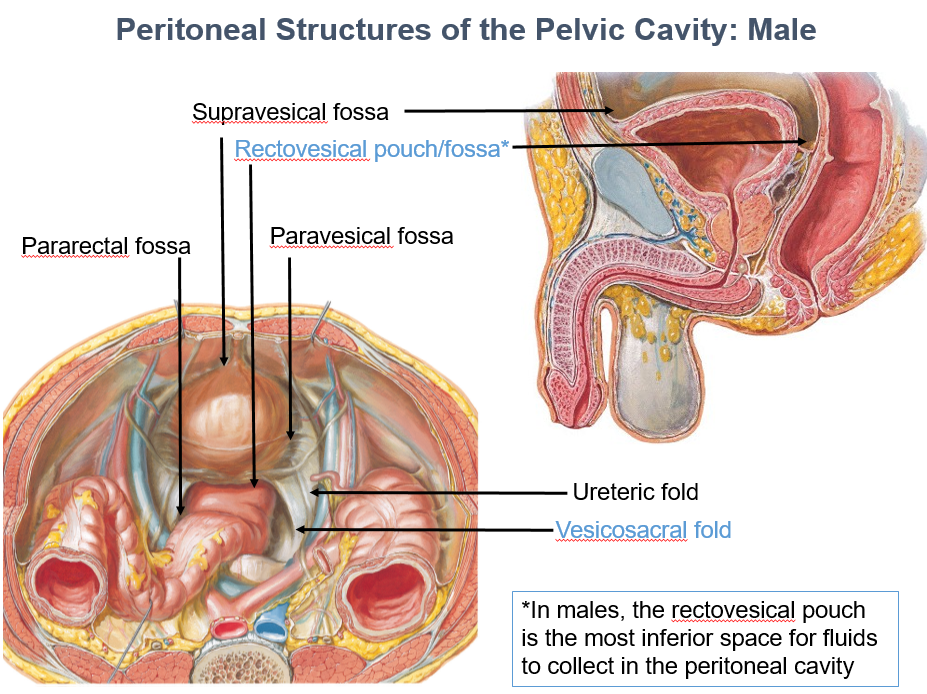 Peritoneal Structures of the Pelvic Cavity: Male
Supravesical fossa
Rectovesical pouch/fossa*
Pararectal fossa
Paravesical fossa
Ureteric fold
Vesicosacral fold
*In males, the rectovesical pouch
is the most inferior space for fluids
to collect in the peritoneal cavity